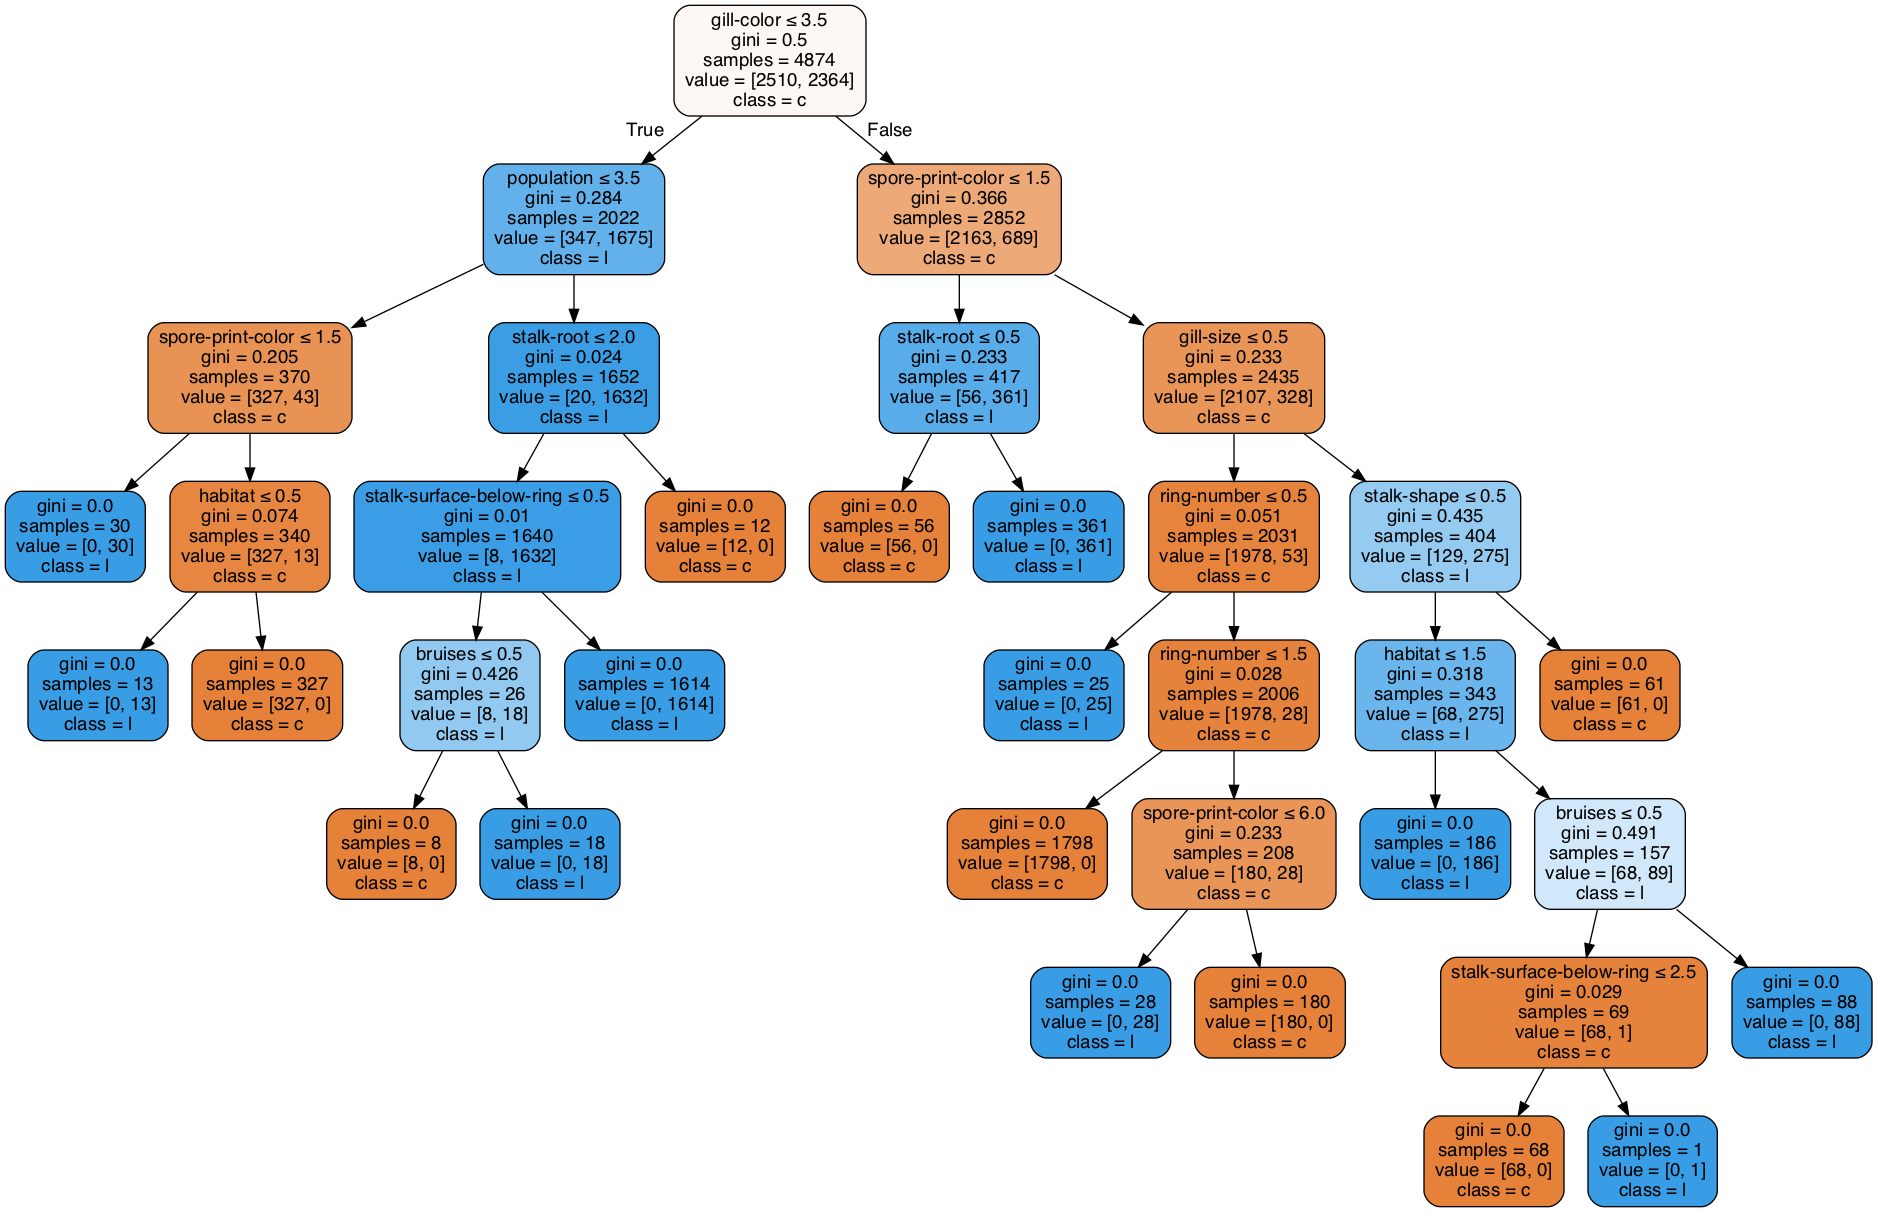 gill-color ≤ 3.5
gini = 0.5
samples = 4874
value = [2510, 2364]
class = c
True
False
population ≤ 3.5
gini = 0.284
samples = 2022
value = [347, 1675]
class = l
spore-print-color ≤ 1.5
gini = 0.366
samples = 2852
value = [2163, 689]
class = c
spore-print-color ≤ 1.5
gini = 0.205
samples = 370
value = [327, 43]
class = c
stalk-root ≤ 2.0
gini = 0.024
samples = 1652
value = [20, 1632]
class = l
stalk-root ≤ 0.5
gini = 0.233
samples = 417
value = [56, 361]
class = l
gill-size ≤ 0.5
gini = 0.233
samples = 2435
value = [2107, 328]
class = c
gini = 0.0
samples = 30
value = [0, 30]
class = l
habitat ≤ 0.5
gini = 0.074
samples = 340
value = [327, 13]
class = c
stalk-surface-below-ring ≤ 0.5
gini = 0.01
samples = 1640
value = [8, 1632]
class = l
gini = 0.0
samples = 12
value = [12, 0]
class = c
gini = 0.0
samples = 56
value = [56, 0]
class = c
gini = 0.0
samples = 361
value = [0, 361]
class = l
ring-number ≤ 0.5
gini = 0.051
samples = 2031
value = [1978, 53]
class = c
stalk-shape ≤ 0.5
gini = 0.435
samples = 404
value = [129, 275]
class = l
gini = 0.0
samples = 13
value = [0, 13]
class = l
gini = 0.0
samples = 327
value = [327, 0]
class = c
bruises ≤ 0.5
gini = 0.426
samples = 26
value = [8, 18]
class = l
gini = 0.0
samples = 1614
value = [0, 1614]
class = l
gini = 0.0
samples = 25
value = [0, 25]
class = l
ring-number ≤ 1.5
gini = 0.028
samples = 2006
value = [1978, 28]
class = c
habitat ≤ 1.5
gini = 0.318
samples = 343
value = [68, 275]
class = l
gini = 0.0
samples = 61
value = [61, 0]
class = c
gini = 0.0
samples = 8
value = [8, 0]
class = c
gini = 0.0
samples = 18
value = [0, 18]
class = l
gini = 0.0
samples = 1798
value = [1798, 0]
class = c
spore-print-color ≤ 6.0
gini = 0.233
samples = 208
value = [180, 28]
class = c
gini = 0.0
samples = 186
value = [0, 186]
class = l
bruises ≤ 0.5
gini = 0.491
samples = 157
value = [68, 89]
class = l
gini = 0.0
samples = 28
value = [0, 28]
class = l
gini = 0.0
samples = 180
value = [180, 0]
class = c
stalk-surface-below-ring ≤ 2.5
gini = 0.029
samples = 69
value = [68, 1]
class = c
gini = 0.0
samples = 88
value = [0, 88]
class = l
gini = 0.0
samples = 68
value = [68, 0]
class = c
gini = 0.0
samples = 1
value = [0, 1]
class = l